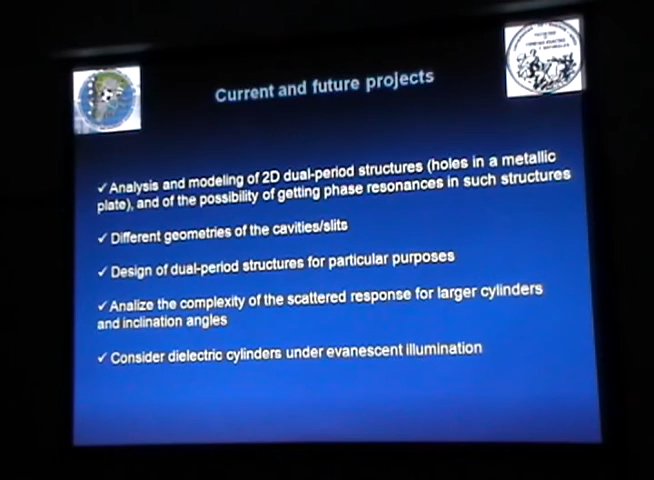 Current and future projects
✓ Analysis and modeling of 2D dual-period structures (holes in a metallic
plate), and of the possibility of getting phase resonances in such structures
✓ Different geometries of the cavities/slits
✓ Design of dual-period structures for particular purposes
✓ Analize the complexity of the scattered response for larger cylinders
and inclination angles
✓ Consider dielectric cylinders under evanescent illumination